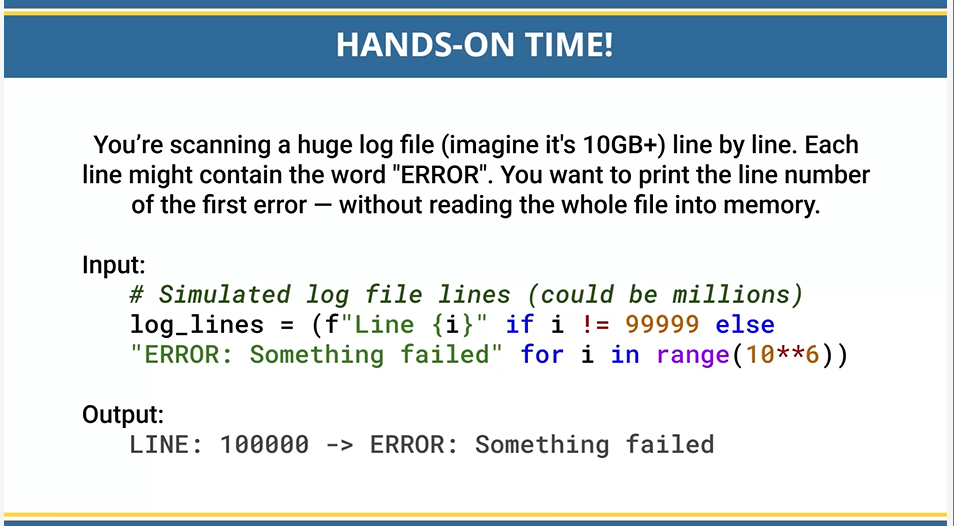 HANDS-ON TIME!
You’re scanning a huge log file (imagine it's 10GB+) line by line. Each
line might contain the word "ERROR". You want to print the line number
of the first error — without reading the whole file into memory.
Input:
# Simulated log file lines (could be millions)
log_lines = (f"Line {i}" if i != 99999 else
"ERROR: Something failed" for i in range(10**6))
Output:
LINE: 100000 -> ERROR: Something failed